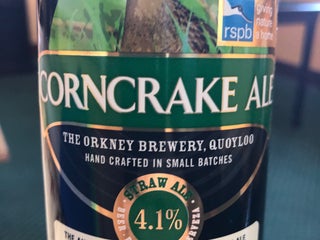 giving
nature
a home
rspb
CORNCRAKE ALE
THE ORKNEY BREWERY, QUOYLOO
HAND CRAFTED IN SMALL BATCHES
STRAW ALE
4.1%